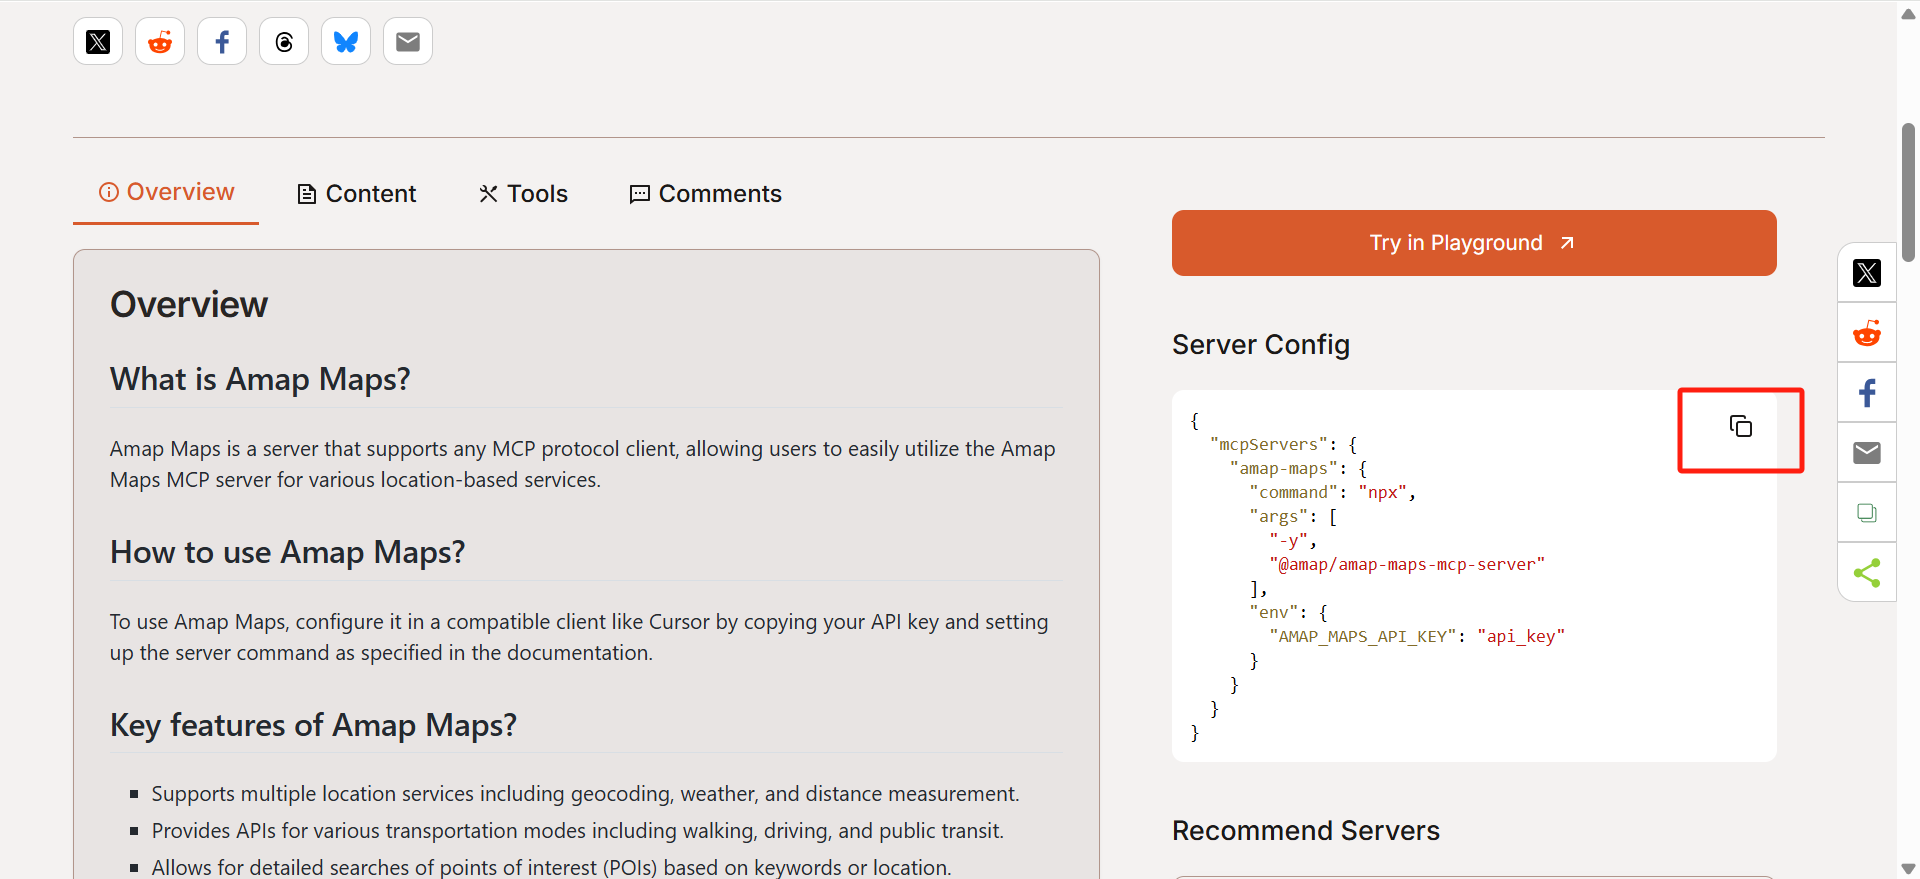 Overview
Content
Tools
Comments
Overview
What is Amap Maps?
Amap Maps is a server that supports any MCP protocol client, allowing users to easily utilize the Amap
Maps MCP server for various location-based services.
How to use Amap Maps?
To use Amap Maps, configure it in a compatible client like Cursor by copying your API key and setting
up the server command as specified in the documentation.
Key features of Amap Maps?
Supports multiple location services including geocoding, weather, and distance measurement.
Provides APIs for various transportation modes including walking, driving, and public transit.
Allows for detailed searches of points of interest (POIs) based on keywords or location.
Try in Playground
Server Config
{
  "mcpServers": {
    "amap-maps": {
      "command": "npx",
      "args": [
        "-y",
        "@amap/amap-maps-mcp-server"
      ],
      "env": {
        "AMAP_MAPS_API_KEY": "api_key"
      }
    }
  }
}
Recommend Servers